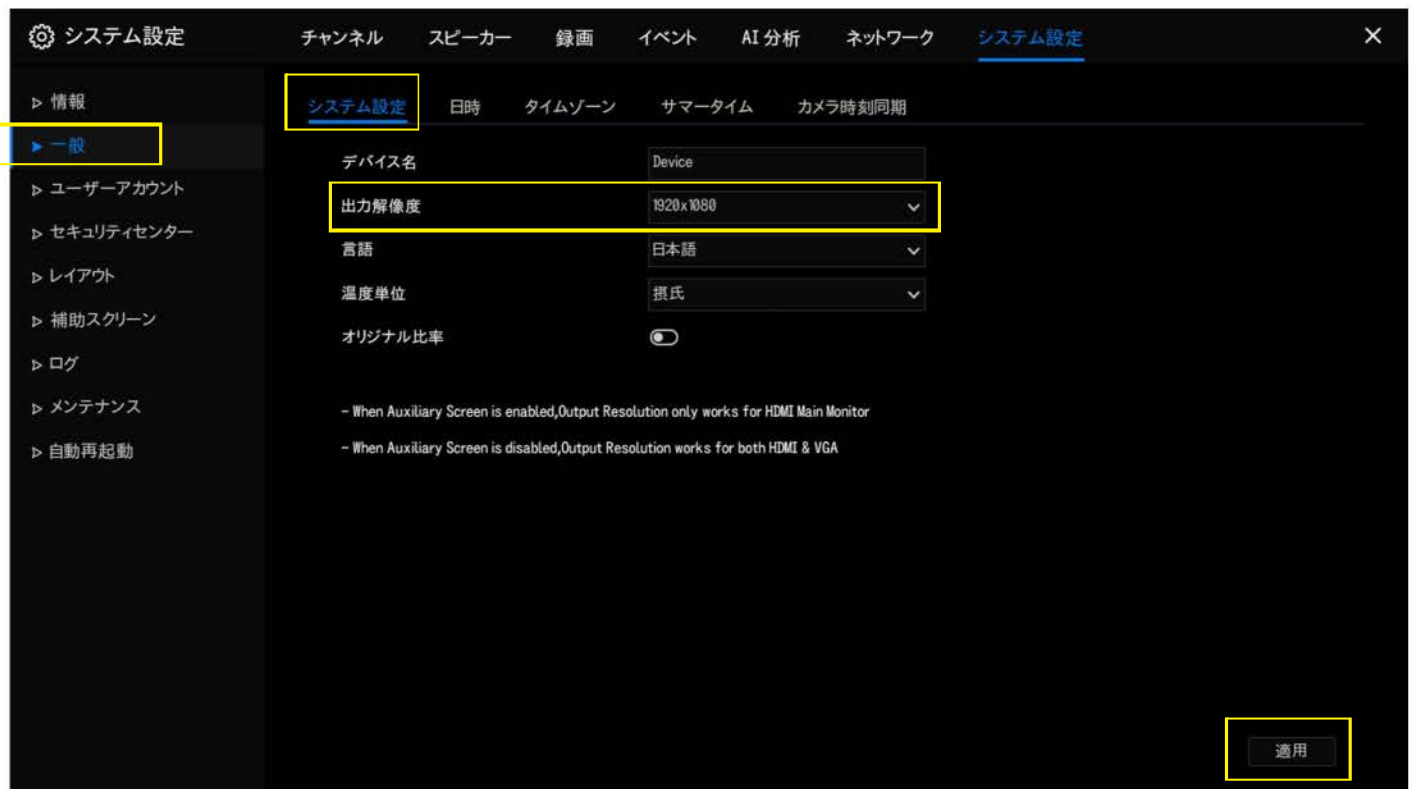 システム設定
チャンネル スピーカー 録画 イベント AI 分析 ネットワーク システム設定
情報
一般
ユーザーアカウント
セキュリティセンター
レイアウト
補助スクリーン
ログ
メンテナンス
自動再起動
システム設定 日時 タイムゾーン サマータイム カメラ時刻同期
デバイス名 Device
出力解像度 1920x1080
言語 日本語
温度単位 摂氏
オリジナル比率
- When Auxiliary Screen is enabled,Output Resolution only works for HDMI Main Monitor
- When Auxiliary Screen is disabled,Output Resolution works for both HDMI & VGA
適用